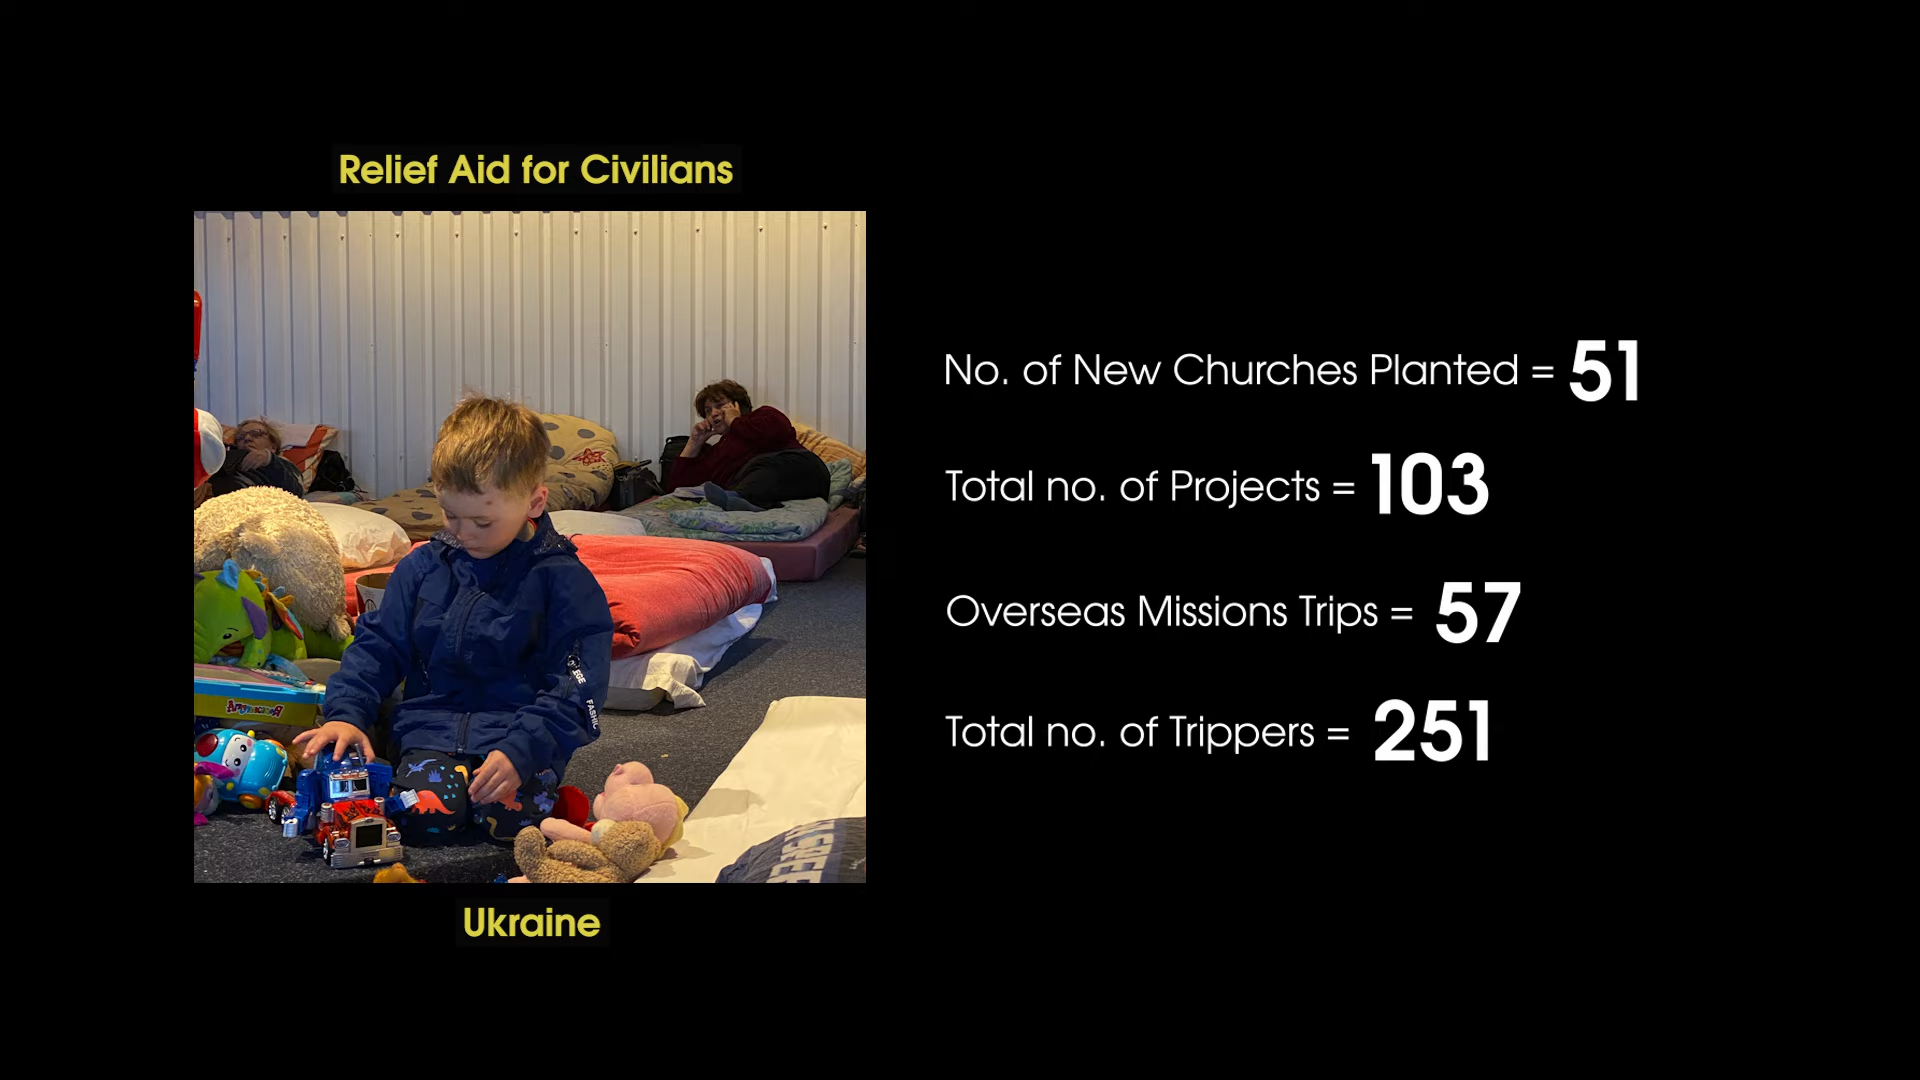 Relief Aid for Civilians
No. of New Churches Planted = 51
Total no. of Projects = 103
Overseas Missions Trips = 57
Total no. of Trippers = 251
FASHIC
Ukraine